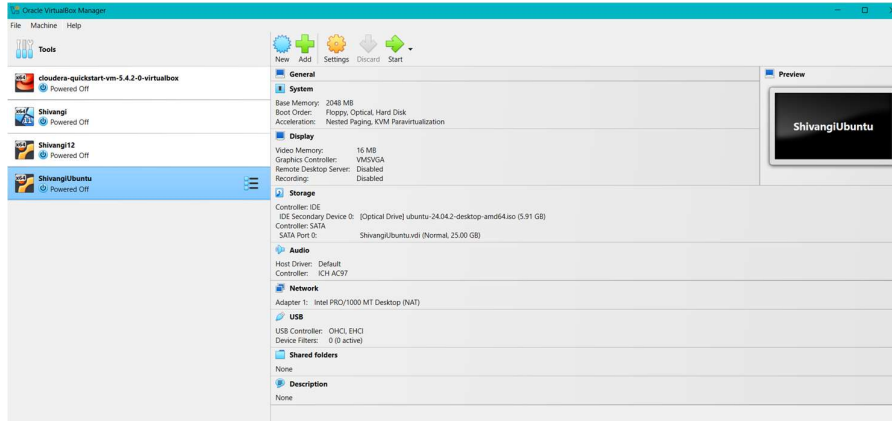 Oracle VirtualBox Manager
File Machine Help
Tools
New Add Settings Discard Start
x64 cloudera-quickstart-vm-5.4.2-0-virtualbox
Powered Off
x64 Shivangi
Powered Off
x64 Shivangi12
Powered Off
x64 ShivangiUbuntu
Powered Off
General
System
Base Memory: 2048 MB
Boot Order: Floppy, Optical, Hard Disk
Acceleration: Nested Paging, KVM Paravirtualization
Display
Video Memory: 16 MB
Graphics Controller: VMSVGA
Remote Desktop Server: Disabled
Recording: Disabled
Storage
Controller: IDE
IDE Secondary Device 0: [Optical Drive] ubuntu-24.04.2-desktop-amd64.iso (5.91 GB)
Controller: SATA
SATA Port 0: ShivangiUbuntu.vdi (Normal, 25.00 GB)
Audio
Host Driver: Default
Controller: ICH AC97
Network
Adapter 1: Intel PRO/1000 MT Desktop (NAT)
USB
USB Controller: OHCI, EHCI
Device Filters: 0 (0 active)
Shared folders
None
Description
None
Preview
ShivangiUbuntu